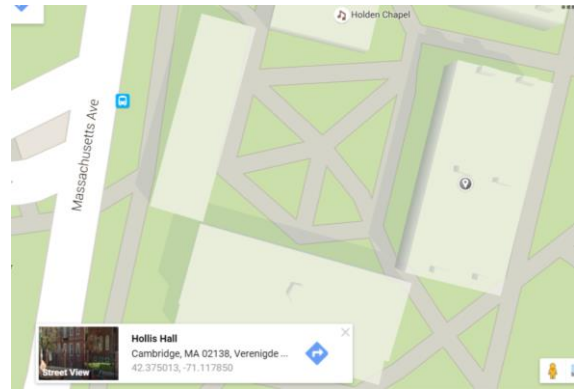 Holden Chapel
Massachusetts Ave
Hollis Hall
Cambridge, MA 02138, Verenigde ...
42.375013, -71.117850
Street View